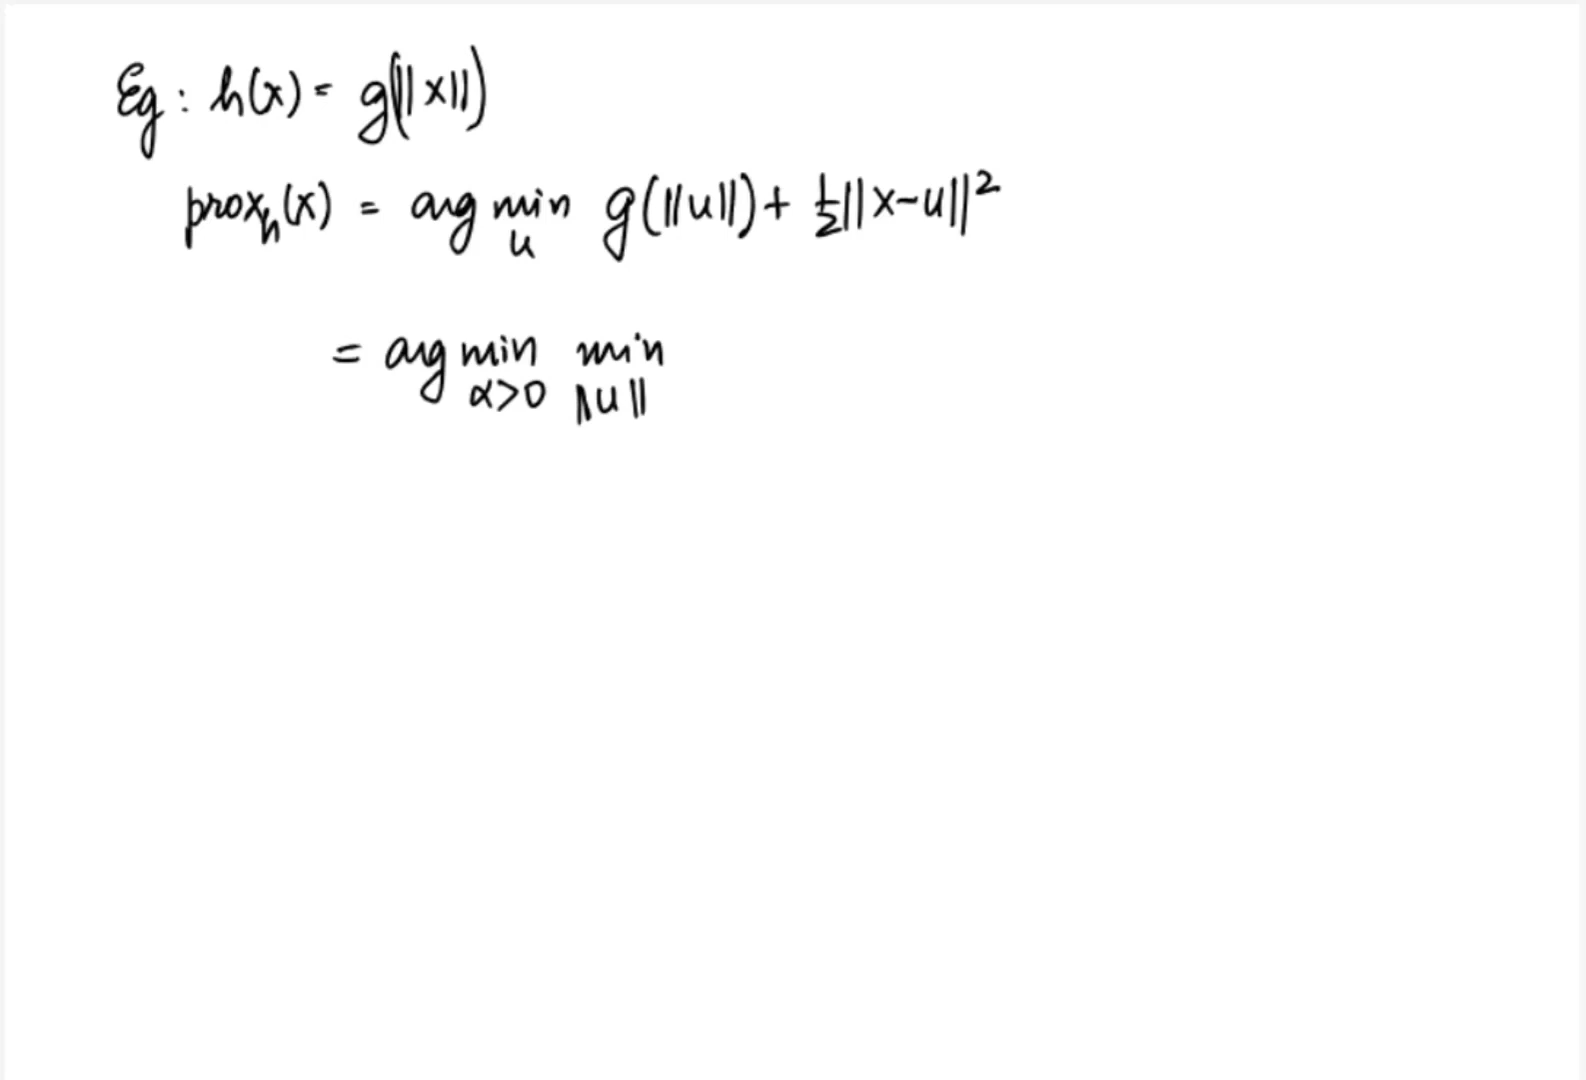 Eg : h(x) = g(||x||)
prox_h(x) = arg min_u g(||u||) + 1/2 ||x-u||²
= arg min_{α>0} min_{||u||}